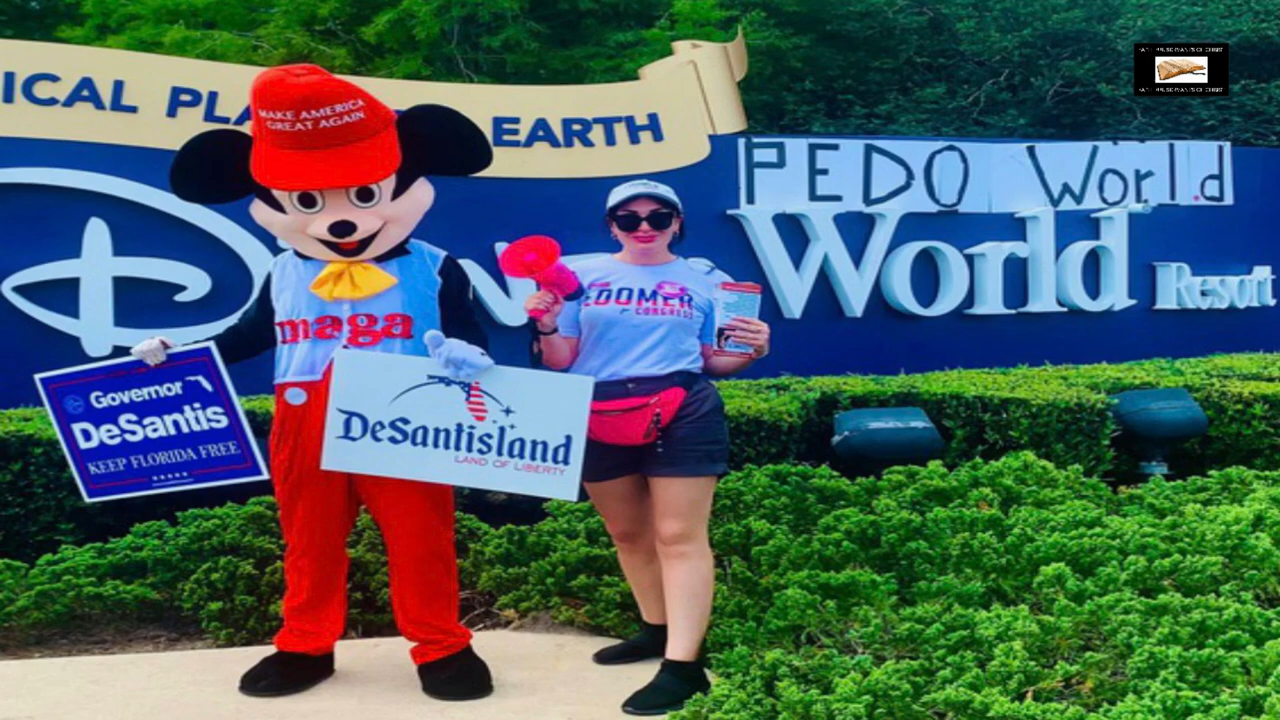 ICAL PLA
EARTH
MAKE AMERICA
GREAT AGAIN
PEDO World
World
Resort
maga
CONGRESS
Governor
DeSantis
KEEP FLORIDA FREE
DeSantisland
LAND OF LIBERTY